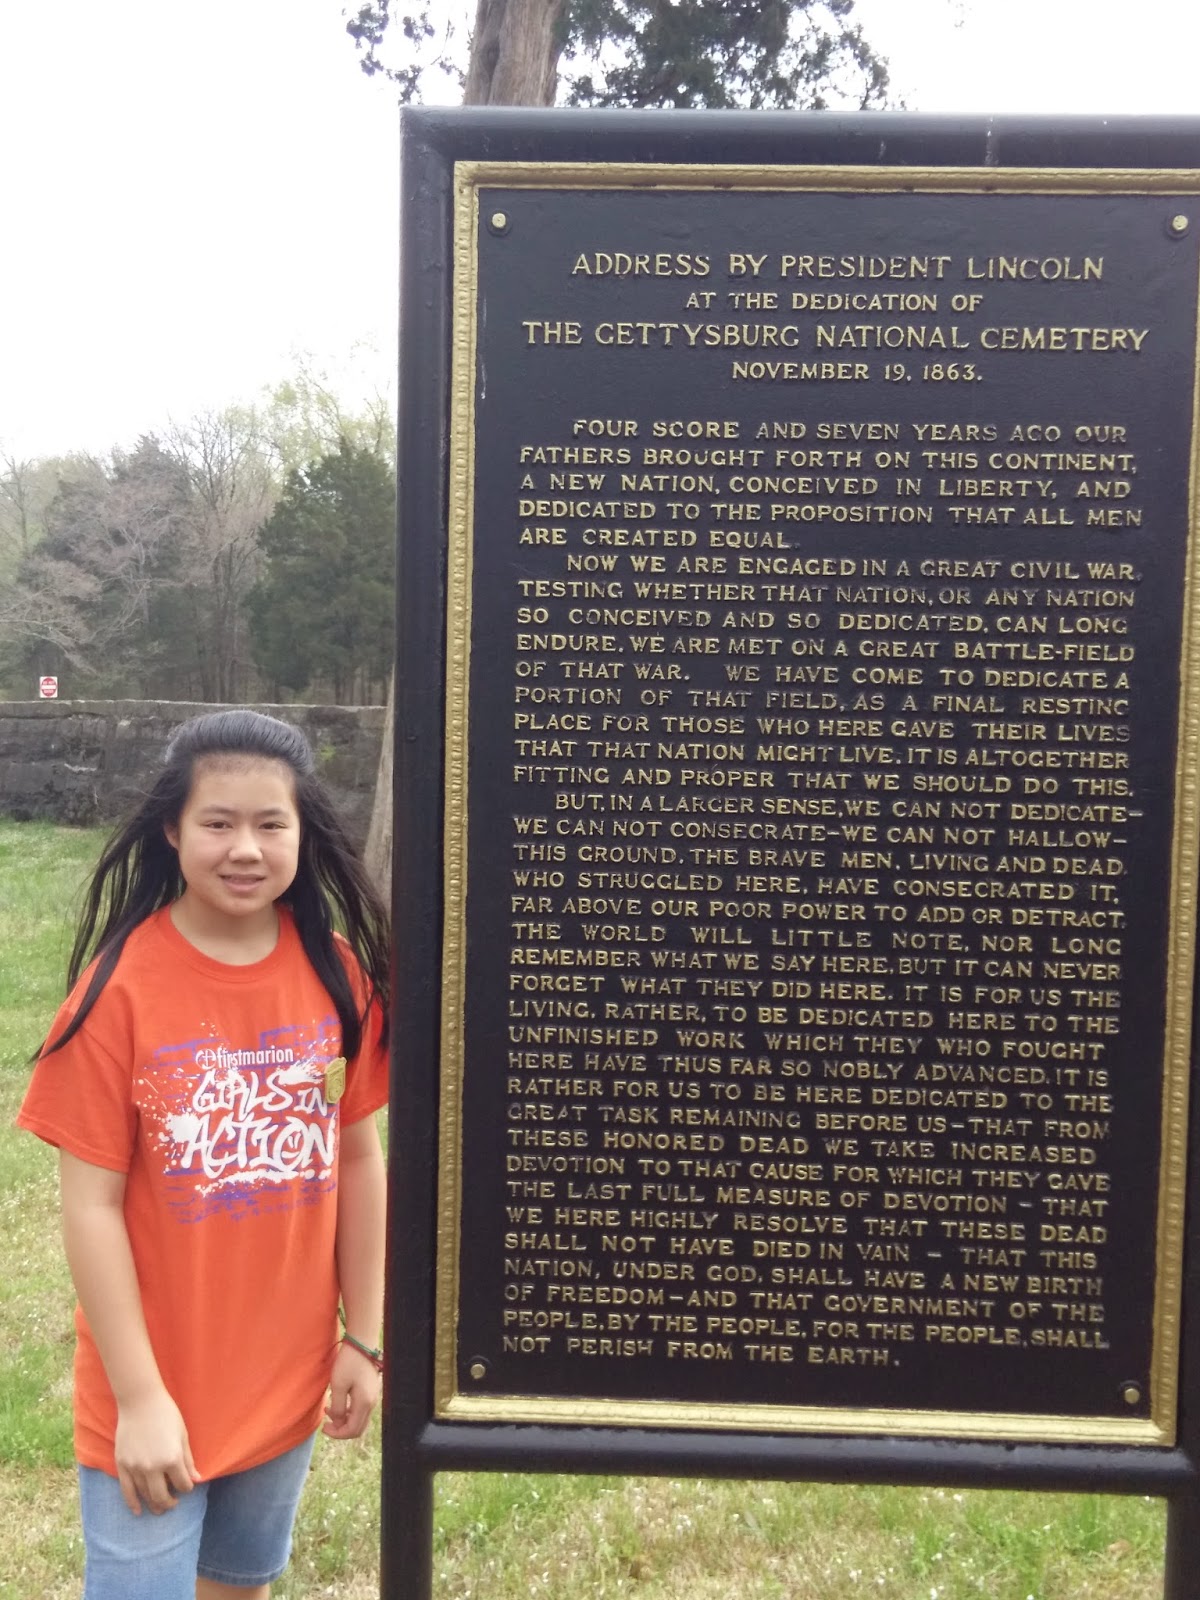 ADDRESS BY PRESIDENT LINCOLN
AT THE DEDICATION OF
THE GETTYSBURG NATIONAL CEMETERY
NOVEMBER 19, 1863.
FOUR SCORE AND SEVEN YEARS AGO OUR
FATHERS BROUGHT FORTH ON THIS CONTINENT,
A NEW NATION, CONCEIVED IN LIBERTY, AND
DEDICATED TO THE PROPOSITION THAT ALL MEN
ARE CREATED EQUAL.
NOW WE ARE ENGAGED IN A GREAT CIVIL WAR,
TESTING WHETHER THAT NATION, OR ANY NATION
SO CONCEIVED AND SO DEDICATED, CAN LONG
ENDURE. WE ARE MET ON A GREAT BATTLE-FIELD
OF THAT WAR. WE HAVE COME TO DEDICATE A
PORTION OF THAT FIELD, AS A FINAL RESTING
PLACE FOR THOSE WHO HERE GAVE THEIR LIVES
THAT THAT NATION MIGHT LIVE. IT IS ALTOGETHER
FITTING AND PROPER THAT WE SHOULD DO THIS.
BUT, IN A LARGER SENSE, WE CAN NOT DEDICATE—
WE CAN NOT CONSECRATE—WE CAN NOT HALLOW—
THIS GROUND. THE BRAVE MEN, LIVING AND DEAD,
WHO STRUGGLED HERE, HAVE CONSECRATED IT,
FAR ABOVE OUR POOR POWER TO ADD OR DETRACT.
THE WORLD WILL LITTLE NOTE, NOR LONG
REMEMBER WHAT WE SAY HERE, BUT IT CAN NEVER
FORGET WHAT THEY DID HERE. IT IS FOR US THE
LIVING, RATHER, TO BE DEDICATED HERE TO THE
UNFINISHED WORK WHICH THEY WHO FOUGHT
HERE HAVE THUS FAR SO NOBLY ADVANCED. IT IS
RATHER FOR US TO BE HERE DEDICATED TO THE
GREAT TASK REMAINING BEFORE US—THAT FROM
THESE HONORED DEAD WE TAKE INCREASED
DEVOTION TO THAT CAUSE FOR WHICH THEY GAVE
THE LAST FULL MEASURE OF DEVOTION – THAT
WE HERE HIGHLY RESOLVE THAT THESE DEAD
SHALL NOT HAVE DIED IN VAIN – THAT THIS
NATION, UNDER GOD, SHALL HAVE A NEW BIRTH
OF FREEDOM—AND THAT GOVERNMENT OF THE
PEOPLE, BY THE PEOPLE, FOR THE PEOPLE, SHALL
NOT PERISH FROM THE EARTH.
firstmarion
GIRLS IN
ACTION